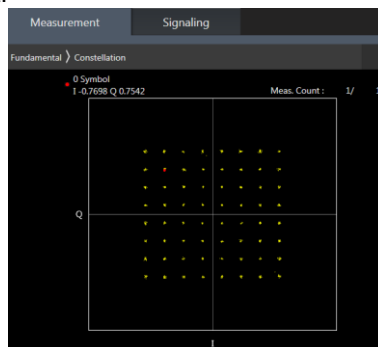 Measurement Signaling
Fundamental 〉 Constellation
0 Symbol
I -0.7698 Q 0.7542 Meas. Count : 1/
Q
I